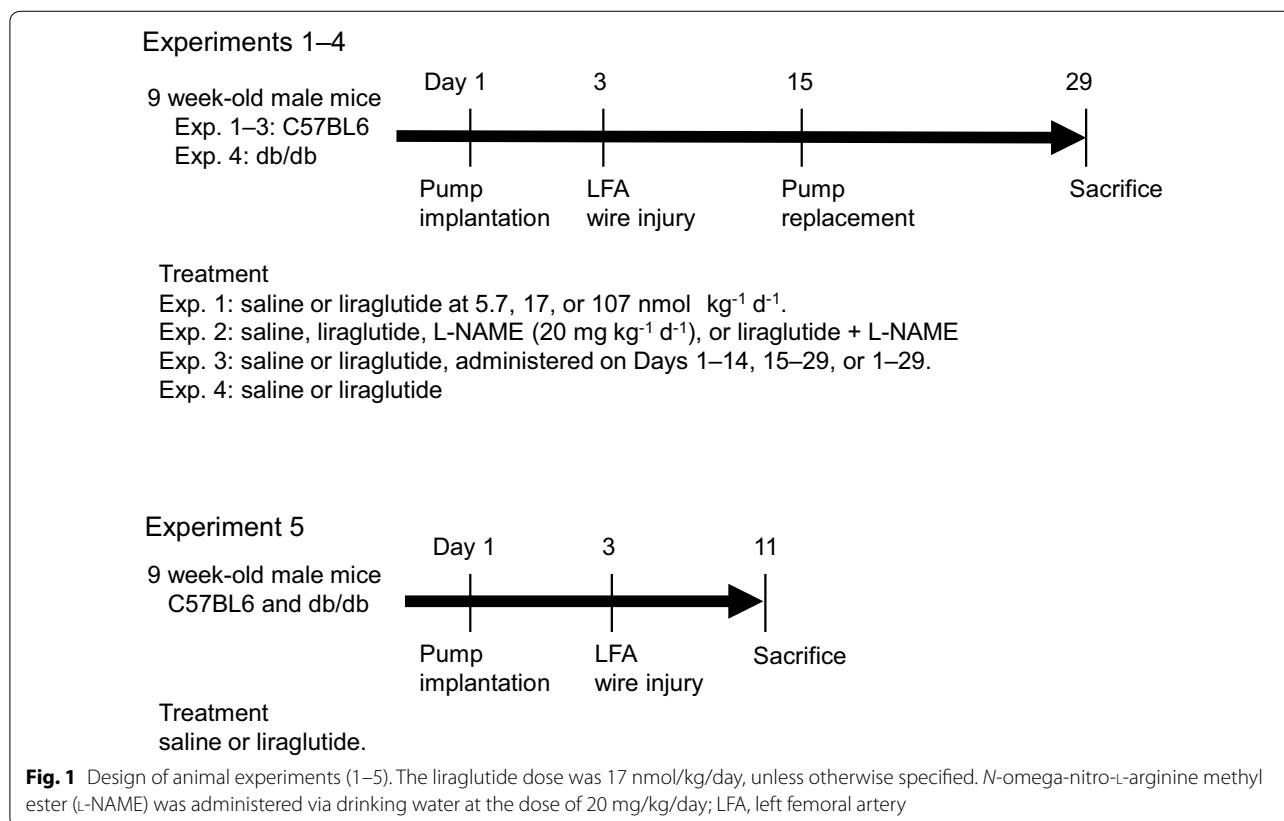 Experiments 1–4
Day 1 3 15 29
9 week-old male mice
Exp. 1–3: C57BL6
Exp. 4: db/db
Pump implantation
LFA wire injury
Pump replacement
Sacrifice
Treatment
Exp. 1: saline or liraglutide at 5.7, 17, or 107 nmol kg-1 d-1.
Exp. 2: saline, liraglutide, L-NAME (20 mg kg-1 d-1), or liraglutide + L-NAME
Exp. 3: saline or liraglutide, administered on Days 1–14, 15–29, or 1–29.
Exp. 4: saline or liraglutide
Experiment 5
Day 1 3 11
9 week-old male mice
C57BL6 and db/db
Pump implantation
LFA wire injury
Sacrifice
Treatment
saline or liraglutide.
Fig. 1 Design of animal experiments (1–5). The liraglutide dose was 17 nmol/kg/day, unless otherwise specified. N-omega-nitro-L-arginine methyl
ester (L-NAME) was administered via drinking water at the dose of 20 mg/kg/day; LFA, left femoral artery